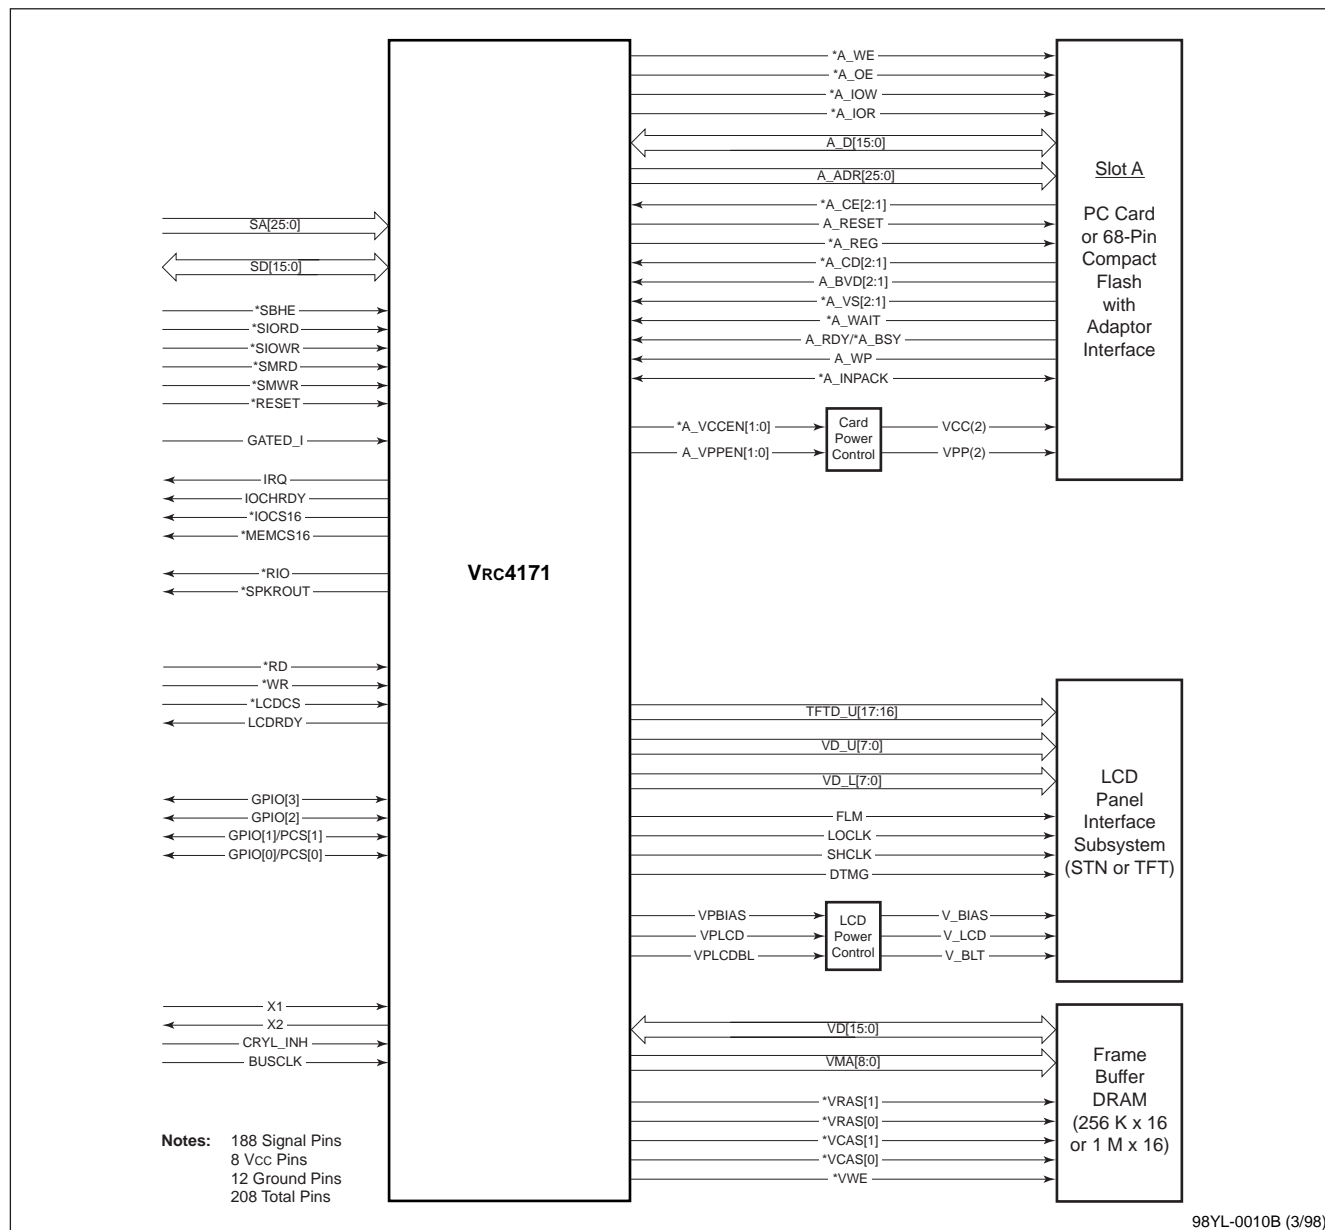 SA[25:0]
SD[15:0]
*SBHE
*SIORD
*SIOWR
*SMRD
*SMWR
*RESET
GATED_I
IRQ
IOCHRDY
*IOCS16
*MEMCS16
*RIO
*SPKROUT
*RD
*WR
*LCDCS
LCDRDY
GPIO[3]
GPIO[2]
GPIO[1]/PCS[1]
GPIO[0]/PCS[0]
X1
X2
CRYL_INH
BUSCLK
Notes: 188 Signal Pins
8 VCC Pins
12 Ground Pins
208 Total Pins
VRC4171
*A_WE
*A_OE
*A_IOW
*A_IOR
A_D[15:0]
A_ADR[25:0]
*A_CE[2:1]
A_RESET
*A_REG
*A_CD[2:1]
A_BVD[2:1]
*A_VS[2:1]
*A_WAIT
A_RDY/*A_BSY
A_WP
*A_INPACK
*A_VCCEN[1:0]
A_VPPEN[1:0]
Card
Power
Control
VCC(2)
VPP(2)
Slot A
PC Card
or 68-Pin
Compact
Flash
with
Adaptor
Interface
TFTD_U[17:16]
VD_U[7:0]
VD_L[7:0]
FLM
LOCLK
SHCLK
DTMG
VPBIAS
VPLCD
VPLCDBL
LCD
Power
Control
V_BIAS
V_LCD
V_BLT
LCD
Panel
Interface
Subsystem
(STN or TFT)
VD[15:0]
VMA[8:0]
*VRAS[1]
*VRAS[0]
*VCAS[1]
*VCAS[0]
*VWE
Frame
Buffer
DRAM
(256 K x 16
or 1 M x 16)
98YL-0010B (3/98)